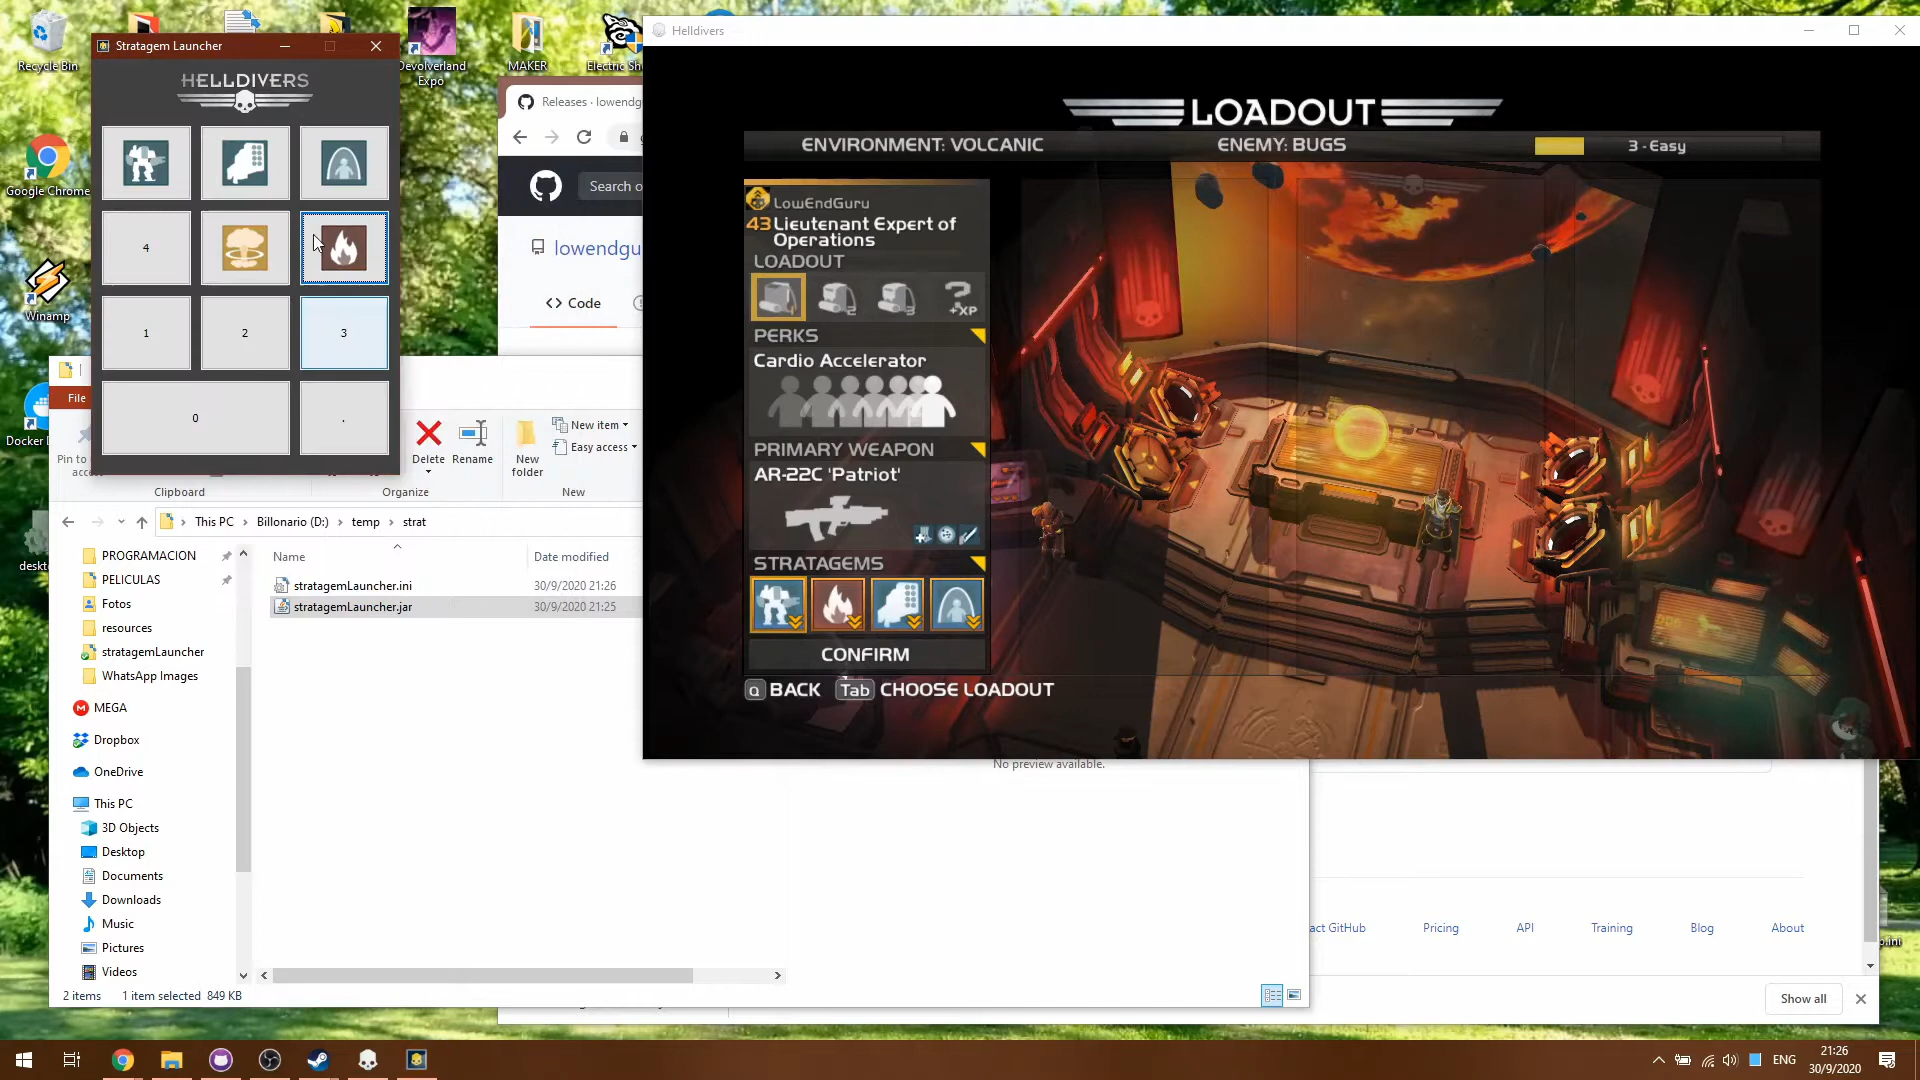 Recycle Bin
Devolverland
Expo
MAKER
Electric Sh
Google Chrome
Winamp
Docker D
deskt
Stratagem Launcher
HELLDIVERS
4
1
2
3
0
.
Releases · lowendg
Search o
lowendgu
<> Code
Helldivers
LOADOUT
ENVIRONMENT: VOLCANIC
ENEMY: BUGS
3 - Easy
LowEndGuru
43 Lieutenant Expert of
Operations
LOADOUT
2
3
?
+XP
PERKS
Cardio Accelerator
PRIMARY WEAPON
AR-22C 'Patriot'
STRATAGEMS
CONFIRM
Q BACK Tab CHOOSE LOADOUT
File
Pin to
acce
Delete
Rename
New
folder
New item
Easy access
Clipboard
Organize
New
This PC > Billonario (D:) > temp > strat
Name
Date modified
stratagemLauncher.ini
30/9/2020 21:26
stratagemLauncher.jar
30/9/2020 21:25
PROGRAMACION
PELICULAS
Fotos
resources
stratagemLauncher
WhatsApp Images
MEGA
Dropbox
OneDrive
This PC
3D Objects
Desktop
Documents
Downloads
Music
Pictures
Videos
2 items
1 item selected 849 KB
No preview available.
act GitHub
Pricing
API
Training
Blog
About
Show all
ENG
21:26
30/9/2020